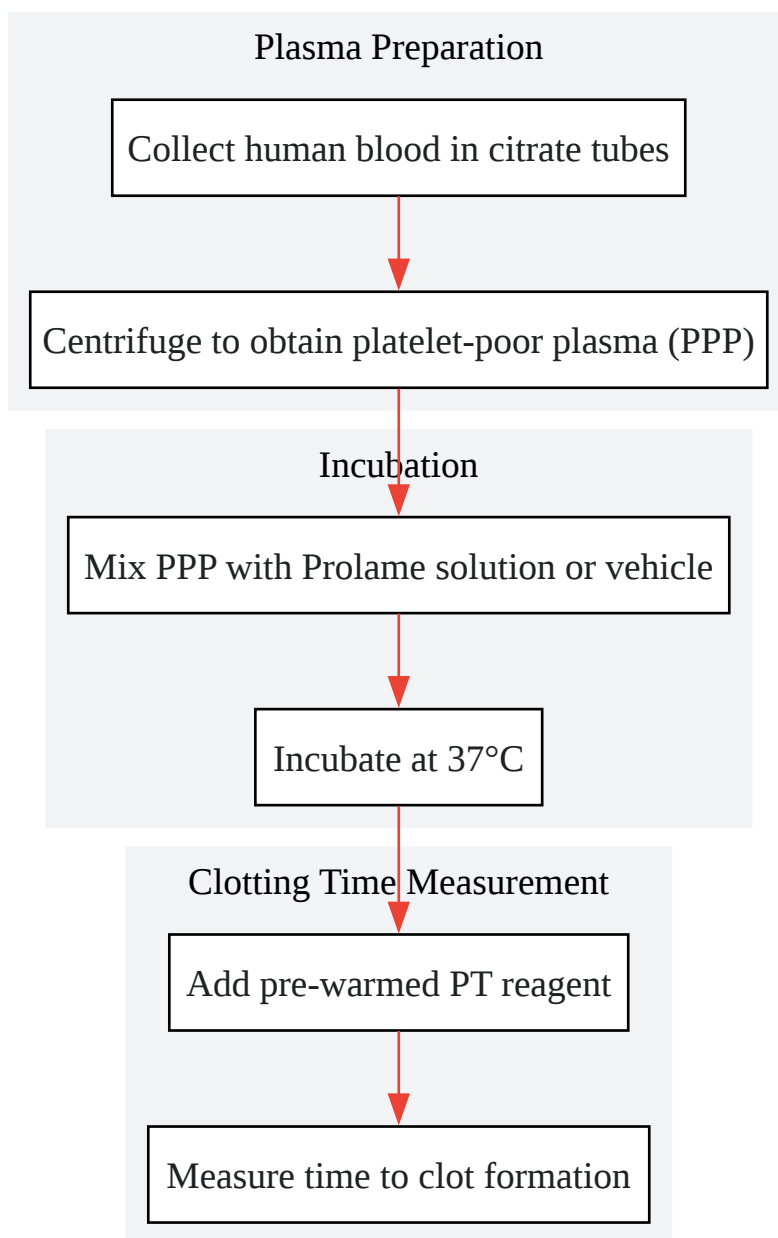 Plasma Preparation
Collect human blood in citrate tubes
Centrifuge to obtain platelet-poor plasma (PPP)
Incubation
Mix PPP with Prolame solution or vehicle
Incubate at 37°C
Clotting Time Measurement
Add pre-warmed PT reagent
Measure time to clot formation